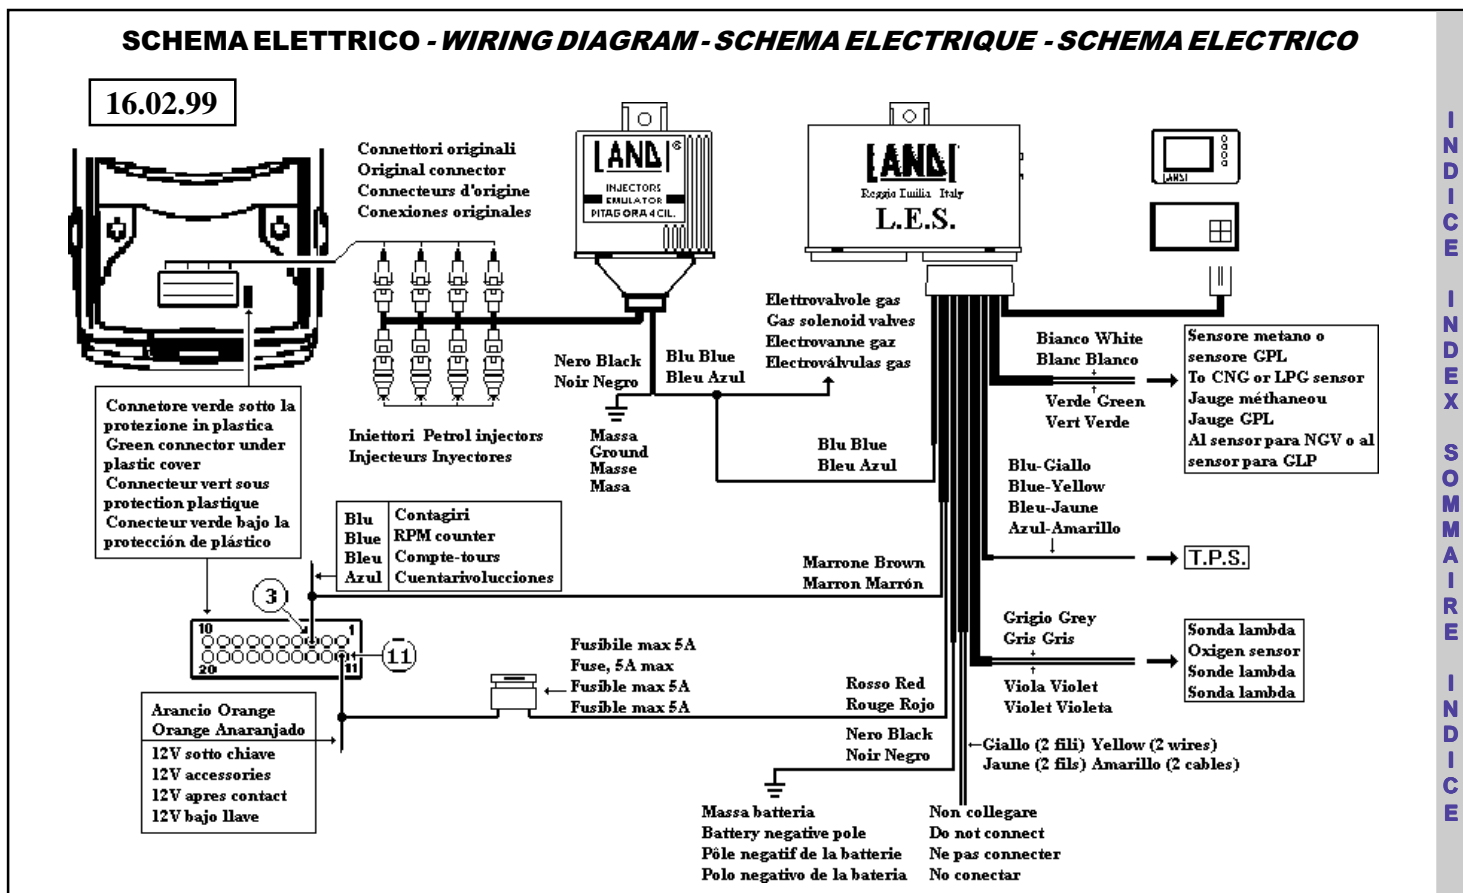 SCHEMA ELETTRICO - WIRING DIAGRAM - SCHEMA ELECTRIQUE - SCHEMA ELECTRICO
16.02.99
Connettori originali
Original connector
Connecteurs d'origine
Conexiones originales
LANDI®
INJECTORS
EMULATOR
PITAGORA 4 CIL.
LANDI
Reggio Emilia Italy
L.E.S.
LANDI
Elettrovalvole gas
Gas solenoid valves
Electrovanne gaz
Electroválvulas gas
Nero Black
Noir Negro
Blu Blue
Bleu Azul
Bianco White
Blanc Blanco
Verde Green
Vert Verde
Sensore metano o
sensore GPL
To CNG or LPG sensor
Jauge méthaneou
Jauge GPL
Al sensor para NGV o al
sensor para GLP
Connetore verde sotto la
protezione in plastica
Green connector under
plastic cover
Connecteur vert sous
protection plastique
Conecteur verde bajo la
protección de plástico
Iniettori Petrol injectors
Injecteurs Inyectores
Massa
Ground
Masse
Masa
Blu Blue
Bleu Azul
Blu-Giallo
Blue-Yellow
Bleu-Jaune
Azul-Amarillo
T.P.S.
Blu
Blue
Bleu
Azul
Contagiri
RPM counter
Compte-tours
Cuentarivolucciones
Marrone Brown
Marron Marrón
3
10
1
20
11
11
Fusibile max 5A
Fuse, 5A max
Fusible max 5A
Fusible max 5A
Grigio Grey
Gris Gris
Viola Violet
Violet Violeta
Sonda lambda
Oxigen sensor
Sonde lambda
Sonda lambda
Rosso Red
Rouge Rojo
Arancio Orange
Orange Anaranjado
12V sotto chiave
12V accessories
12V apres contact
12V bajo llave
Nero Black
Noir Negro
Giallo (2 fili) Yellow (2 wires)
Jaune (2 fils) Amarillo (2 cables)
Massa batteria
Battery negative pole
Pôle negatif de la batterie
Polo negativo de la bateria
Non collegare
Do not connect
Ne pas connecter
No conectar
INDICE INDEX SOMMAIRE INDICE